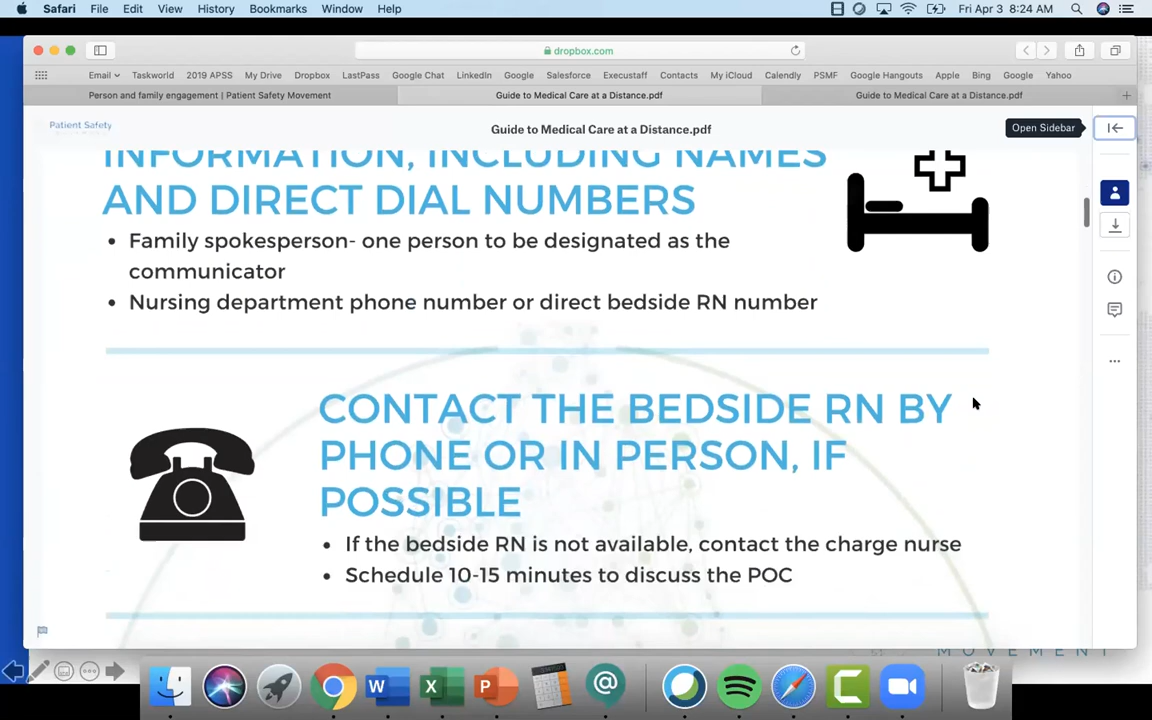 Safari File Edit View History Bookmarks Window Help Fri Apr 3 8:24 AM
dropbox.com
Email Taskworld 2019 APSS My Drive Dropbox LastPass Google Chat LinkedIn Google Salesforce Execustaff Contacts My iCloud Calendly PSMF Google Hangouts Apple Bing Google Yahoo
Person and family engagement | Patient Safety Movement Guide to Medical Care at a Distance.pdf Guide to Medical Care at a Distance.pdf
Patient Safety
Guide to Medical Care at a Distance.pdf
Open Sidebar
INFORMATION, INCLUDING NAMES
AND DIRECT DIAL NUMBERS
• Family spokesperson- one person to be designated as the
communicator
• Nursing department phone number or direct bedside RN number
CONTACT THE BEDSIDE RN BY
PHONE OR IN PERSON, IF
POSSIBLE
• If the bedside RN is not available, contact the charge nurse
• Schedule 10-15 minutes to discuss the POC
MOVEMENT
W X P @ C